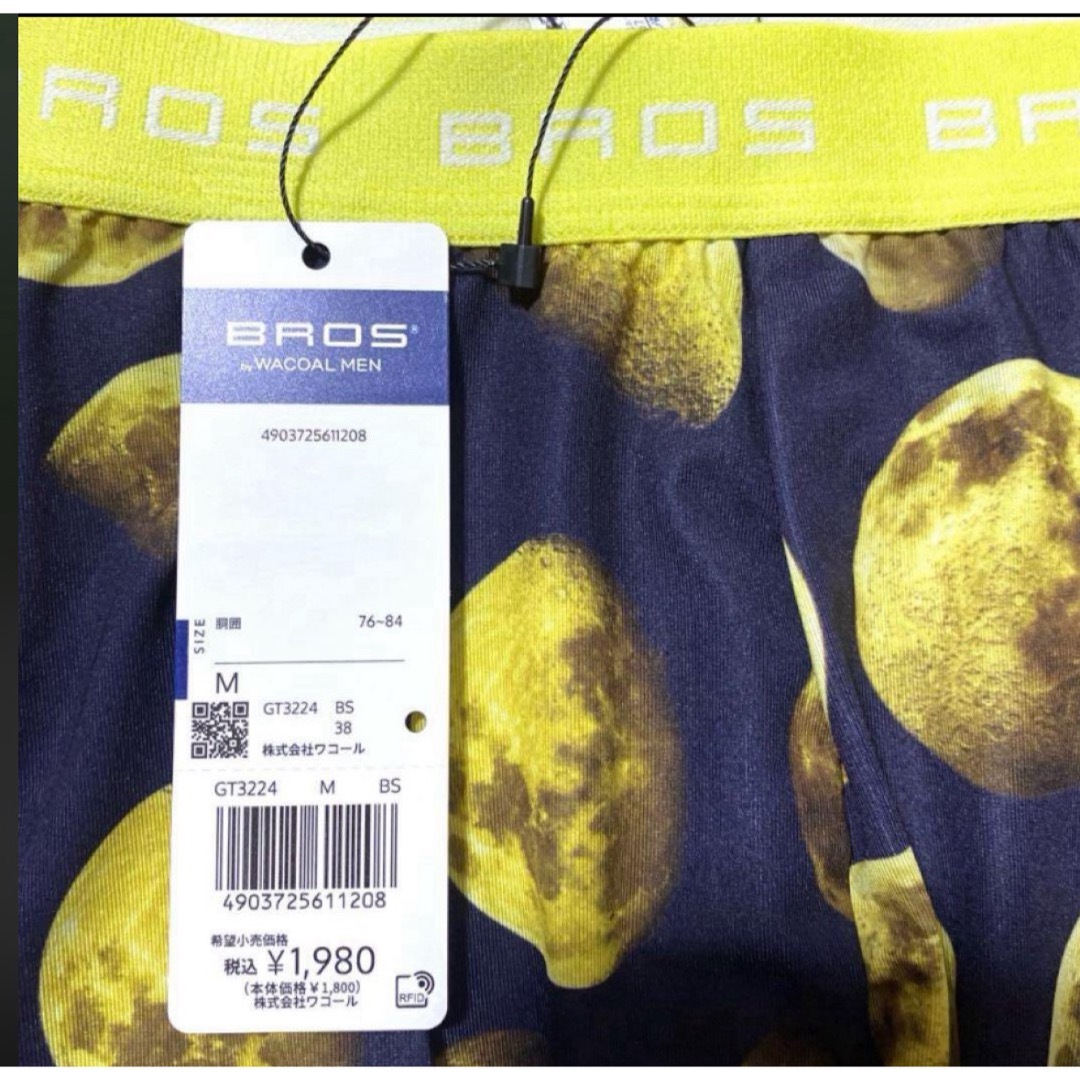 ROS BROS BR
BROS®
by WACOAL MEN
4903725611208
SIZE
胴囲 76~84
M
GT3224 BS
38
株式会社ワコール
GT3224 M BS
4903725611208
希望小売価格
税込 ¥1,980
(本体価格¥1,800)
株式会社ワコール
RFID